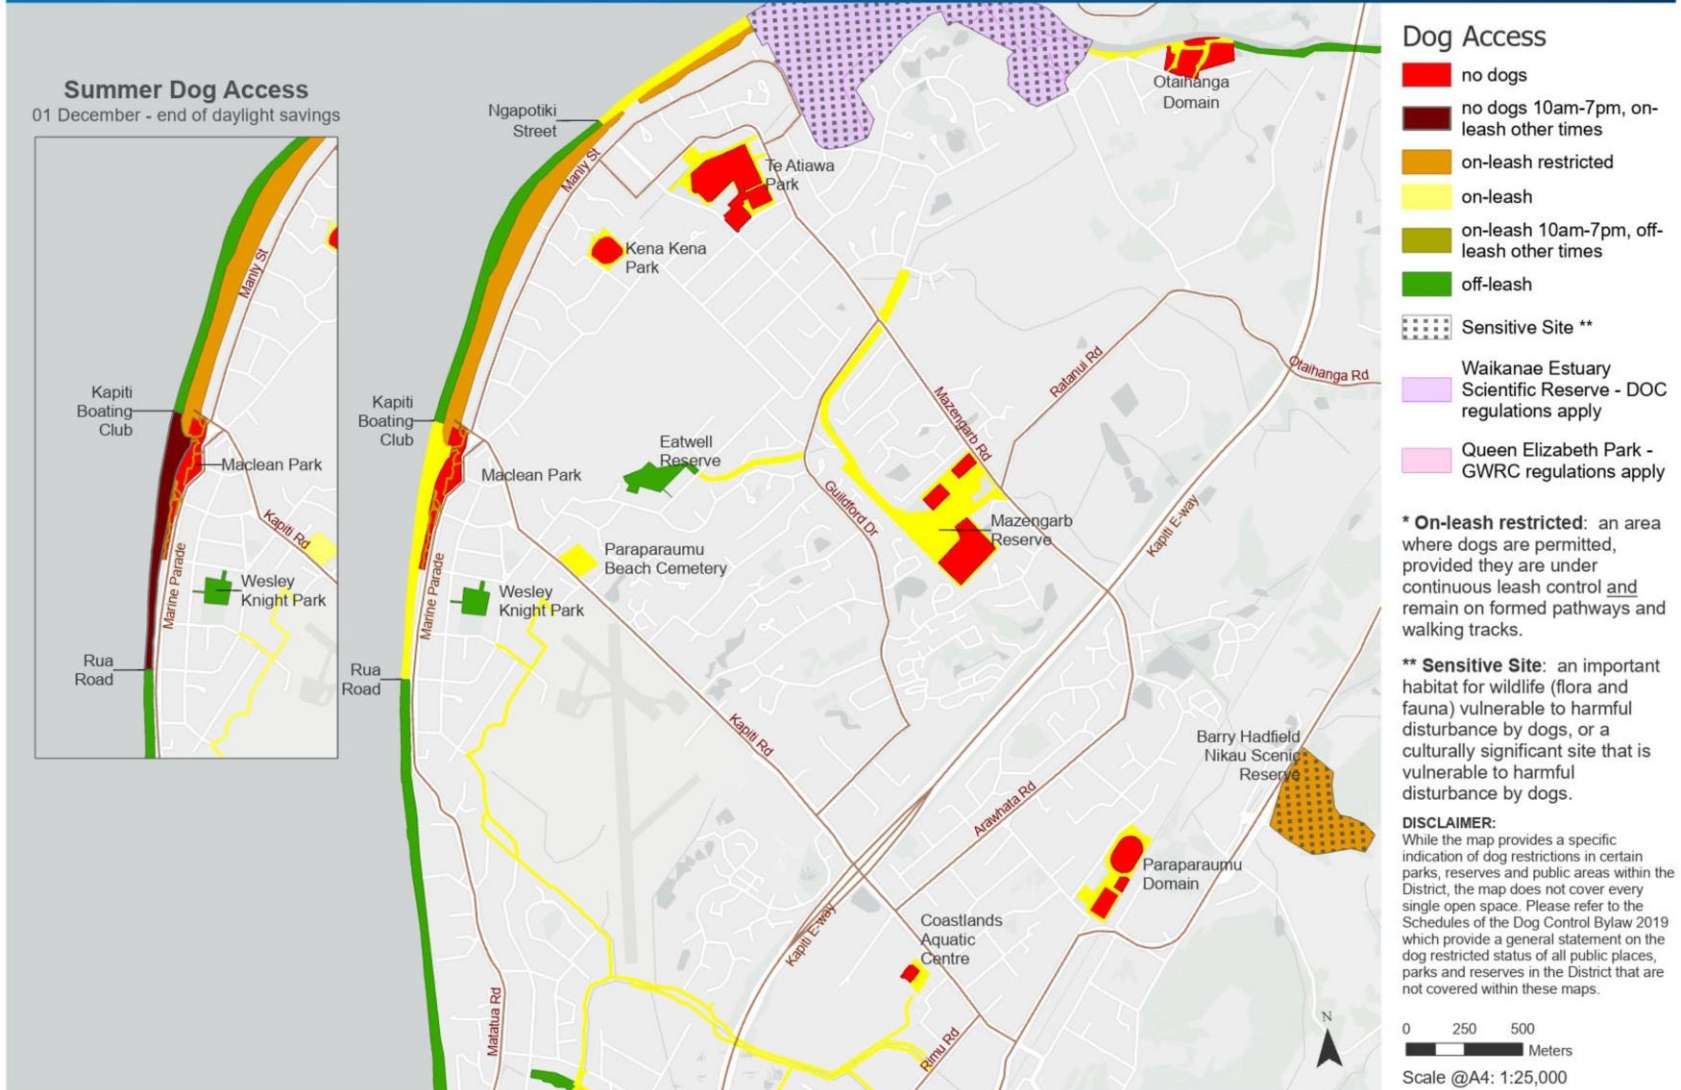 Summer Dog Access
01 December - end of daylight savings
Manly St
Kapiti
Boating
Club
Maclean Park
Kapiti Rd
Marine Parade
Wesley
Knight Park
Rua
Road
Ngapotiki
Street
Manly St
Te Atiawa
Park
Kena Kena
Park
Otaihanga
Domain
Kapiti
Boating
Club
Maclean Park
Eatwell
Reserve
Mazengarb Rd
Ratanui Rd
Otaihanga Rd
Guildford Dr
Mazengarb
Reserve
Kapiti E-way
Paraparaumu
Beach Cemetery
Wesley
Knight Park
Marine Parade
Rua
Road
Kapiti Rd
Barry Hadfield
Nikau Scenic
Reserve
Arawhata Rd
Paraparaumu
Domain
Coastlands
Aquatic
Centre
Kapiti E-way
Matatua Rd
Rimu Rd
Dog Access
no dogs
no dogs 10am-7pm, on-
leash other times
on-leash restricted
on-leash
on-leash 10am-7pm, off-
leash other times
off-leash
Sensitive Site **
Waikanae Estuary
Scientific Reserve - DOC
regulations apply
Queen Elizabeth Park -
GWRC regulations apply
* On-leash restricted: an area
where dogs are permitted,
provided they are under
continuous leash control and
remain on formed pathways and
walking tracks.
** Sensitive Site: an important
habitat for wildlife (flora and
fauna) vulnerable to harmful
disturbance by dogs, or a
culturally significant site that is
vulnerable to harmful
disturbance by dogs.
DISCLAIMER:
While the map provides a specific
indication of dog restrictions in certain
parks, reserves and public areas within the
District, the map does not cover every
single open space. Please refer to the
Schedules of the Dog Control Bylaw 2019
which provide a general statement on the
dog restricted status of all public places,
parks and reserves in the District that are
not covered within these maps.
N
0 250 500
Meters
Scale @A4: 1:25,000